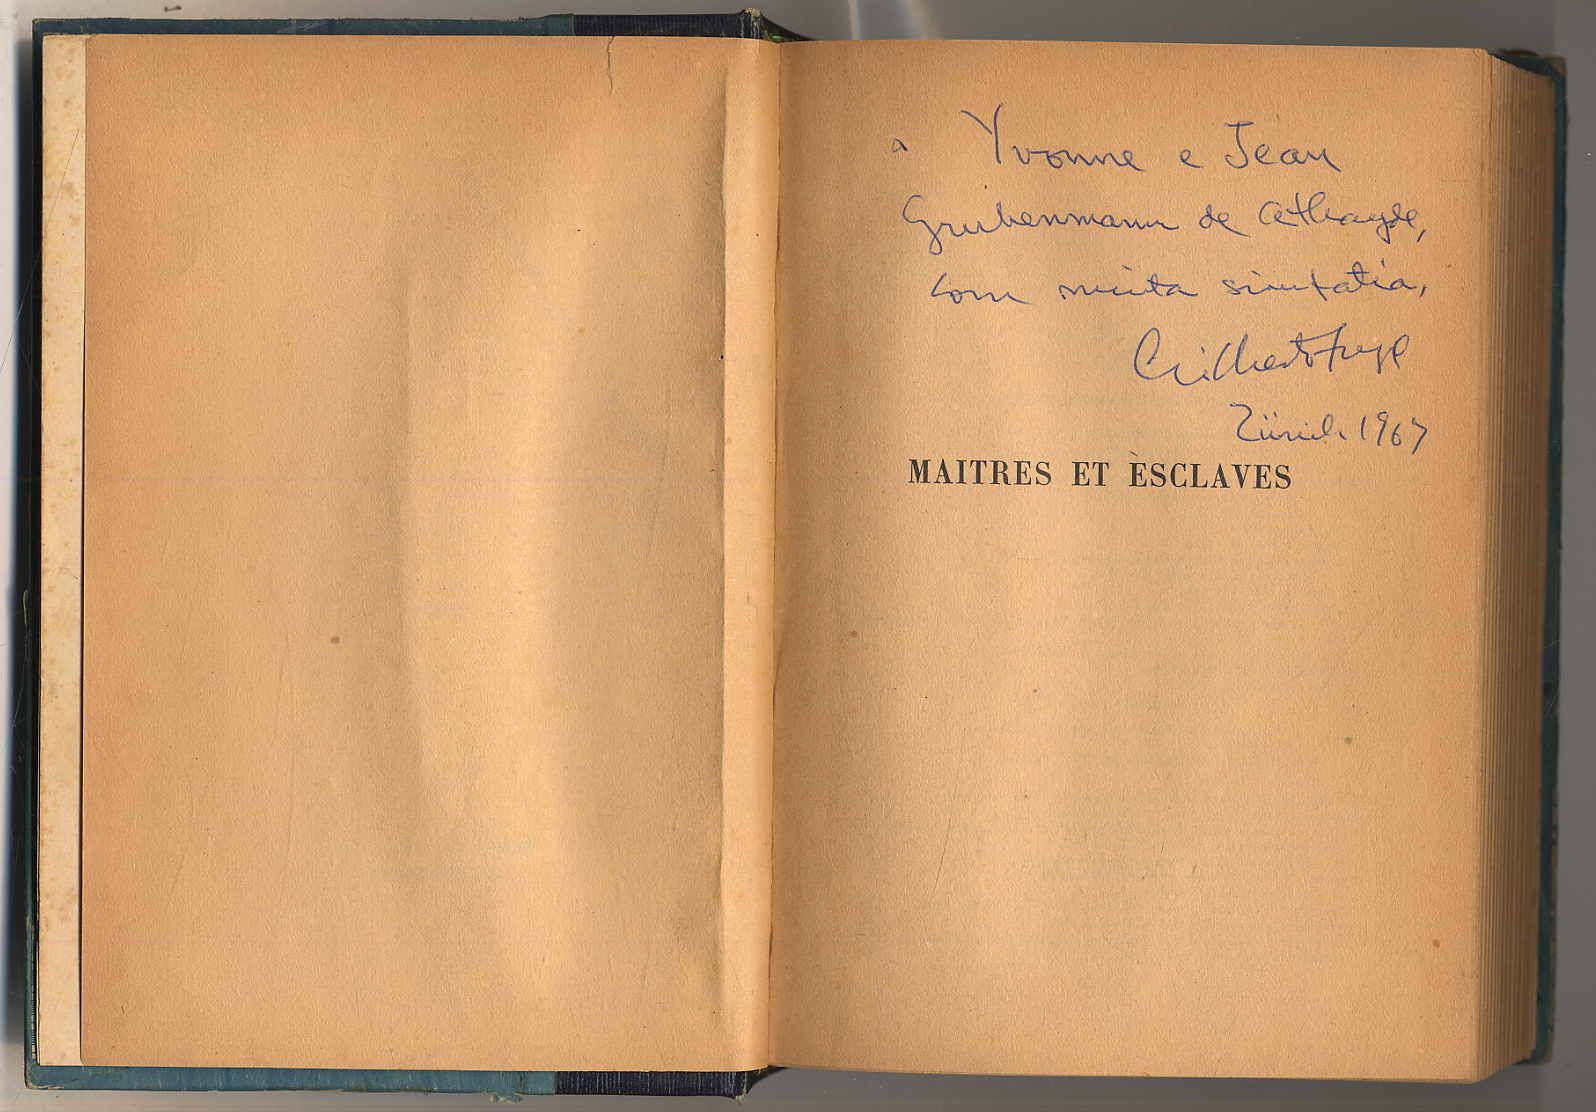 a Yvonne e Jean
Grubenmann de Athayde,
com muita simpatia,
Gilberto Freyre
Zürich 1967
MAITRES ET ESCLAVES